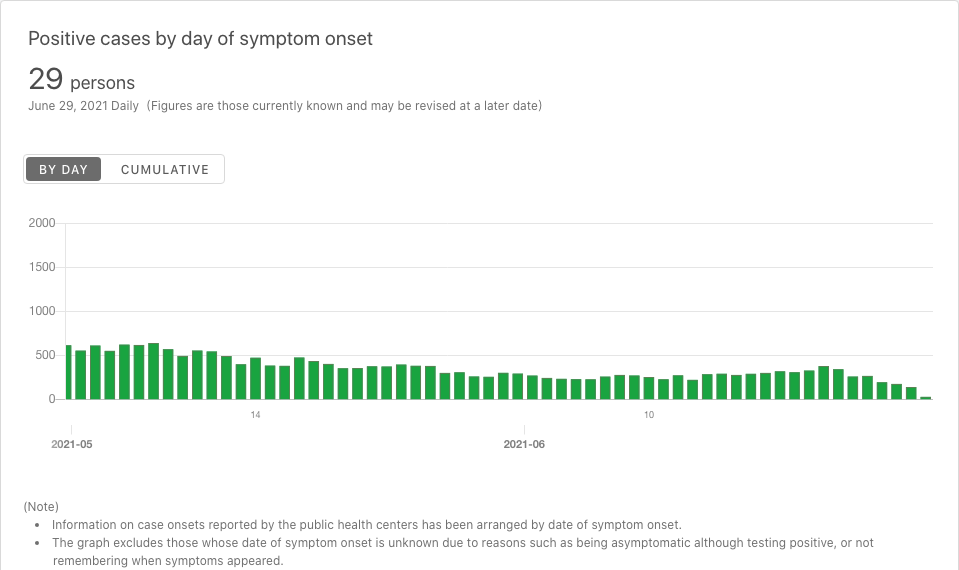 Positive cases by day of symptom onset
29 persons
June 29, 2021 Daily (Figures are those currently known and may be revised at a later date)
BY DAY CUMULATIVE
2000
1500
1000
500
0
14 10
2021-05 2021-06
(Note)
• Information on case onsets reported by the public health centers has been arranged by date of symptom onset.
• The graph excludes those whose date of symptom onset is unknown due to reasons such as being asymptomatic although testing positive, or not
remembering when symptoms appeared.